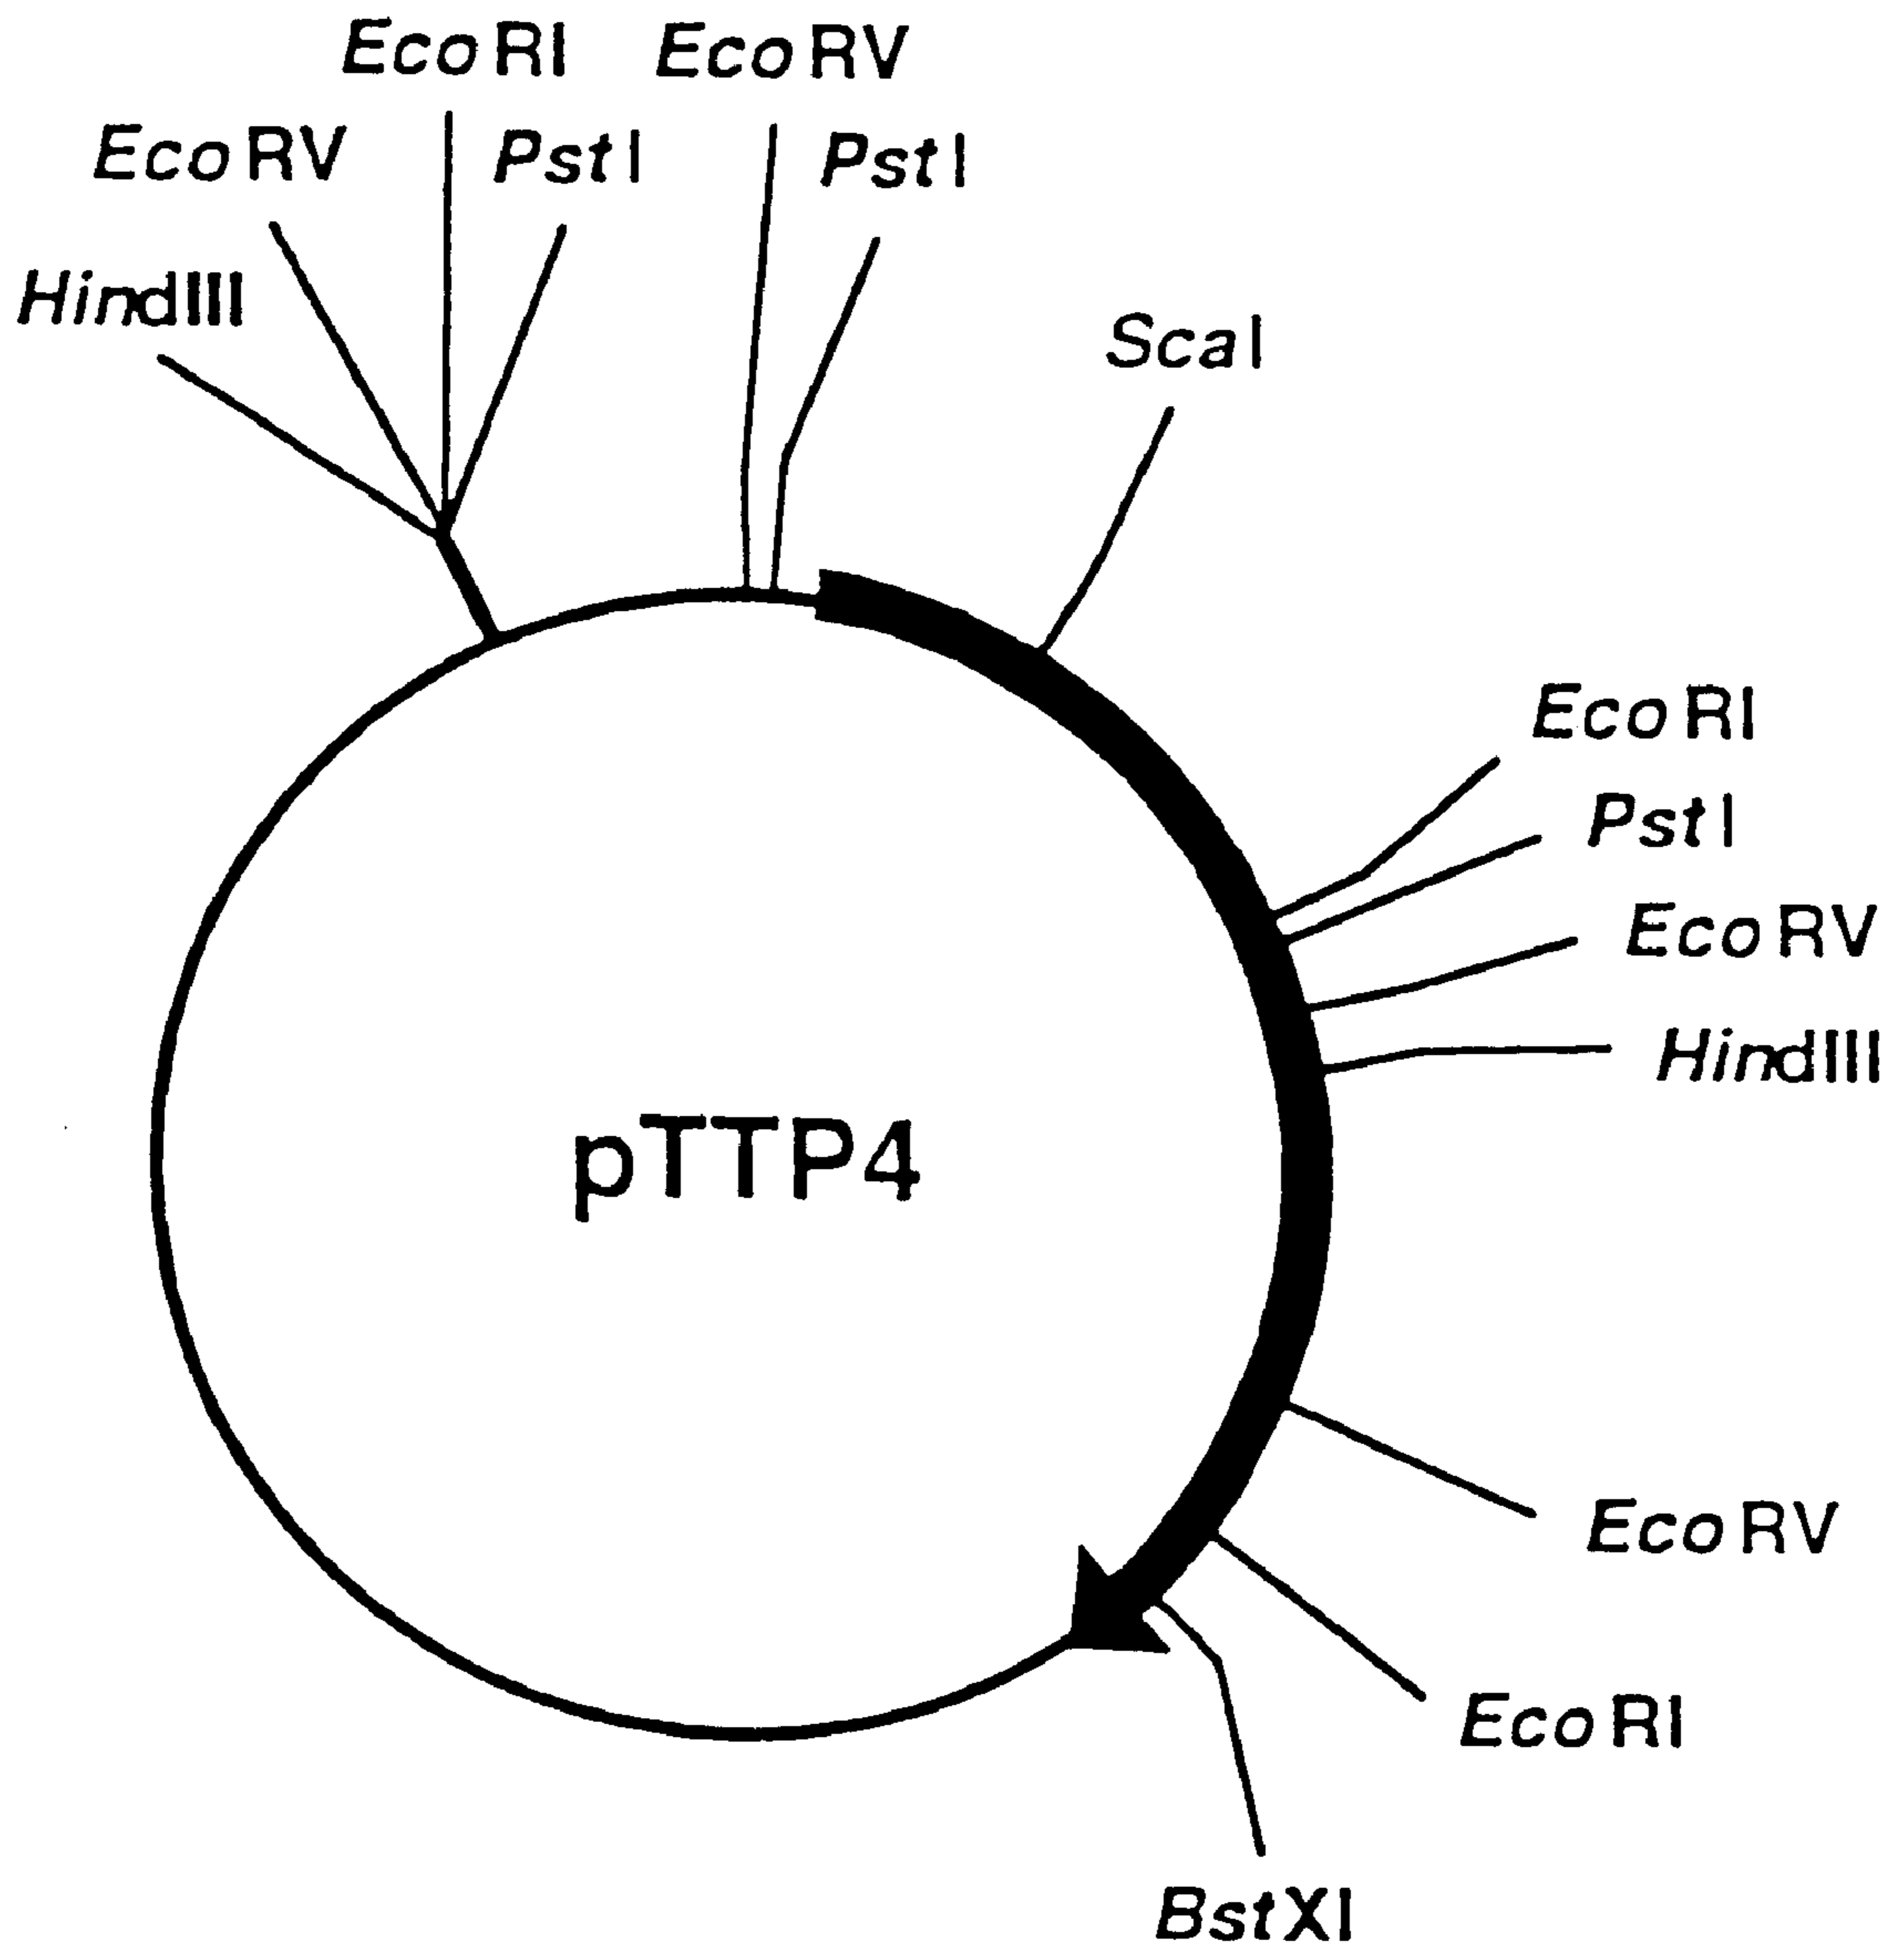 EcoRI EcoRV
EcoRV PstI PstI
HindIII
ScaI
EcoRI
PstI
EcoRV
HindIII
pTTP4
EcoRV
EcoRI
BstXI